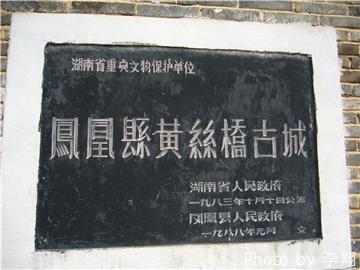 湖南省重点文物保护单位
鳳凰縣黄絲橋古城
湖南省人民政府
一九八三年十月十日公布
凤凰县人民政府
一九八八年元月 立
Photo by 李翔